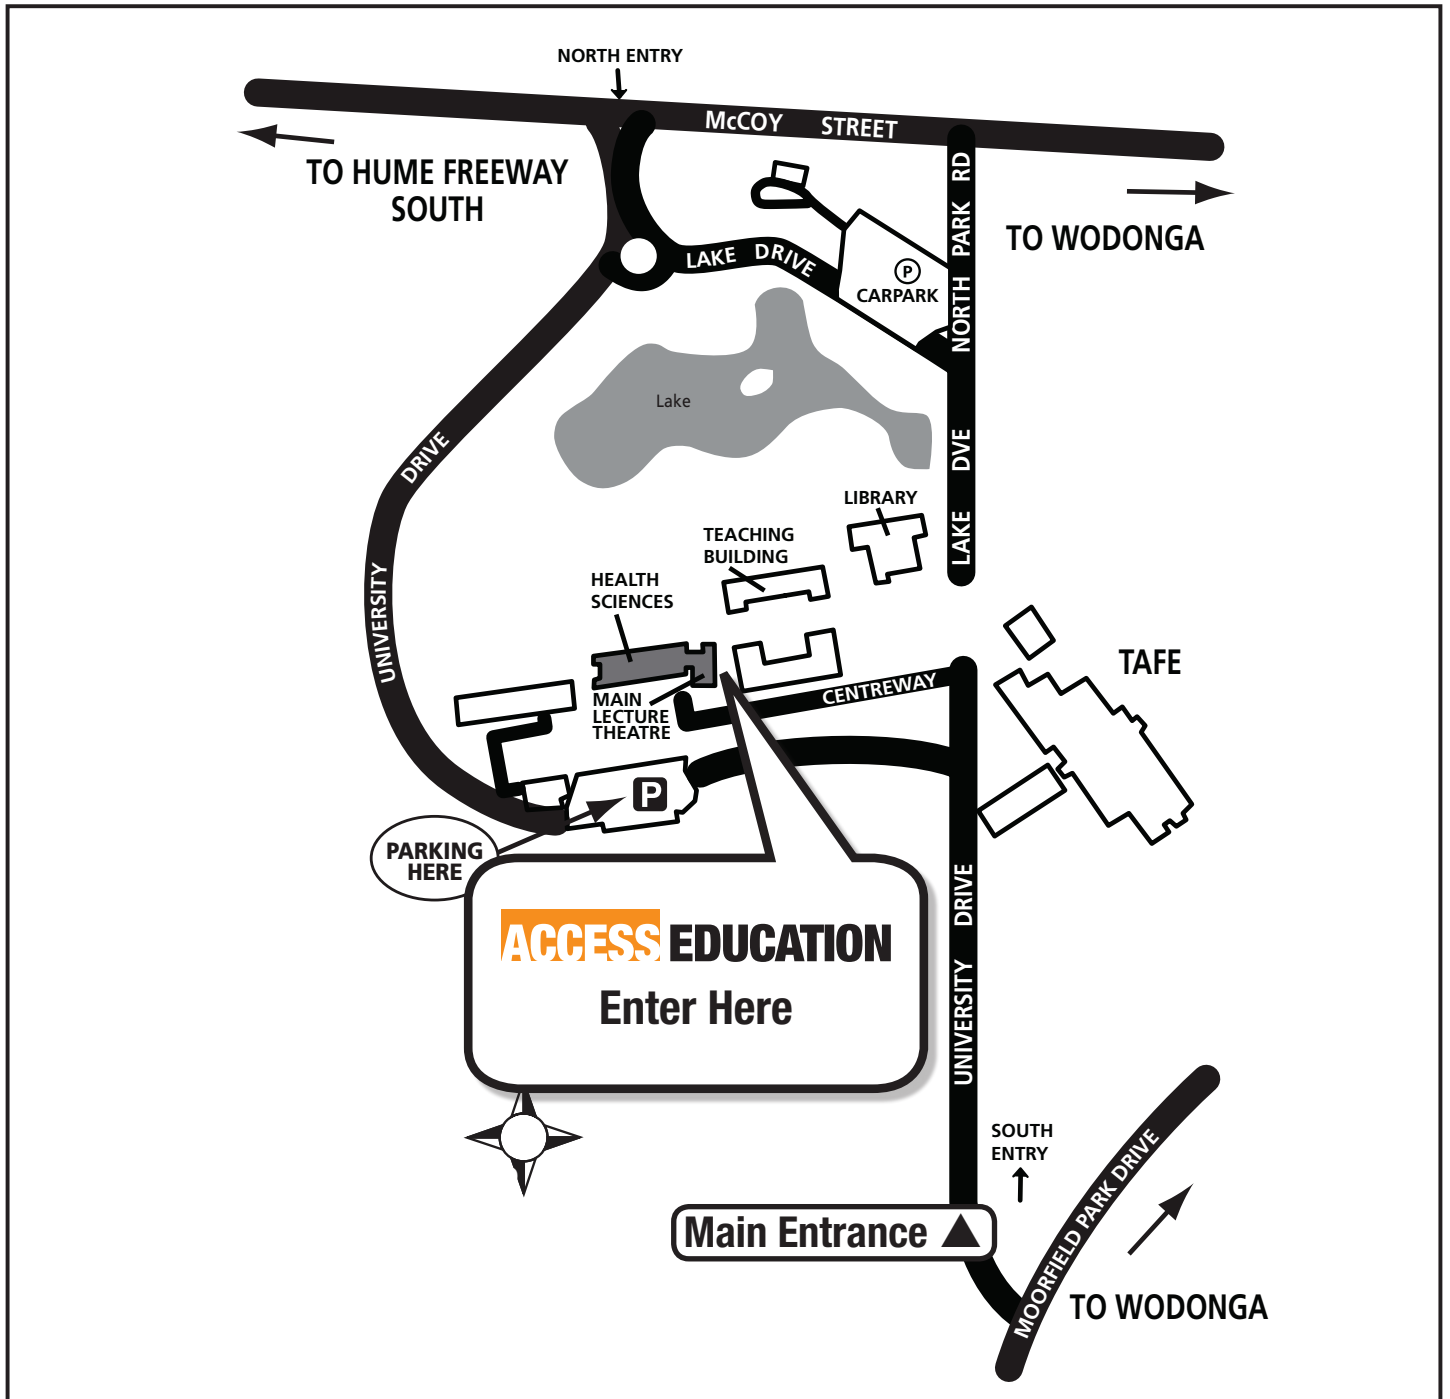 NORTH ENTRY
McCOY STREET
TO HUME FREEWAY
SOUTH
NORTH PARK RD
TO WODONGA
LAKE DRIVE
P
CARPARK
Lake
LAKE DVE
UNIVERSITY DRIVE
LIBRARY
TEACHING
BUILDING
HEALTH
SCIENCES
TAFE
CENTREWAY
MAIN
LECTURE
THEATRE
P
PARKING
HERE
ACCESS EDUCATION
Enter Here
UNIVERSITY DRIVE
SOUTH
ENTRY
MOORFIELD PARK DRIVE
Main Entrance
TO WODONGA